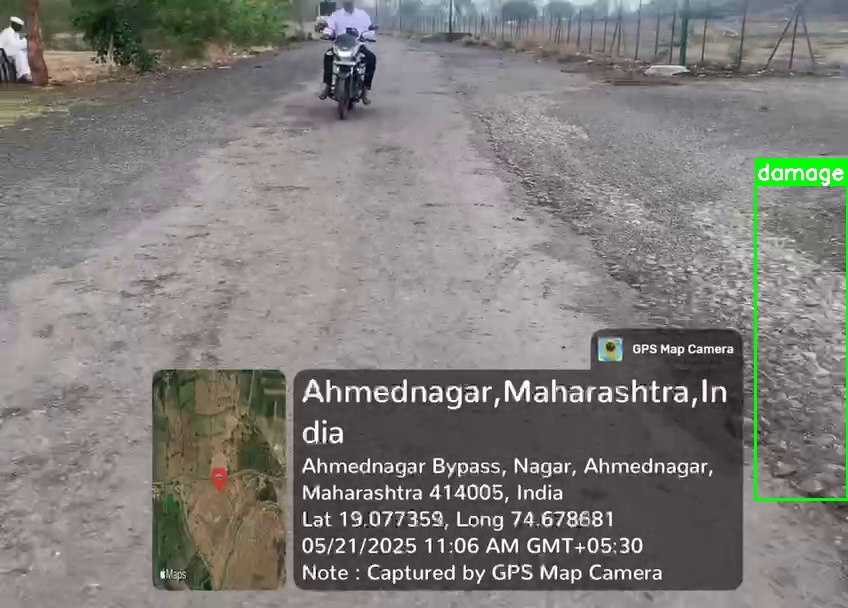 damage
GPS Map Camera
Ahmednagar,Maharashtra,In
dia
Ahmednagar Bypass, Nagar, Ahmednagar,
Maharashtra 414005, India
Lat 19.077359, Long 74.678681
05/21/2025 11:06 AM GMT+05:30
Note : Captured by GPS Map Camera
Maps